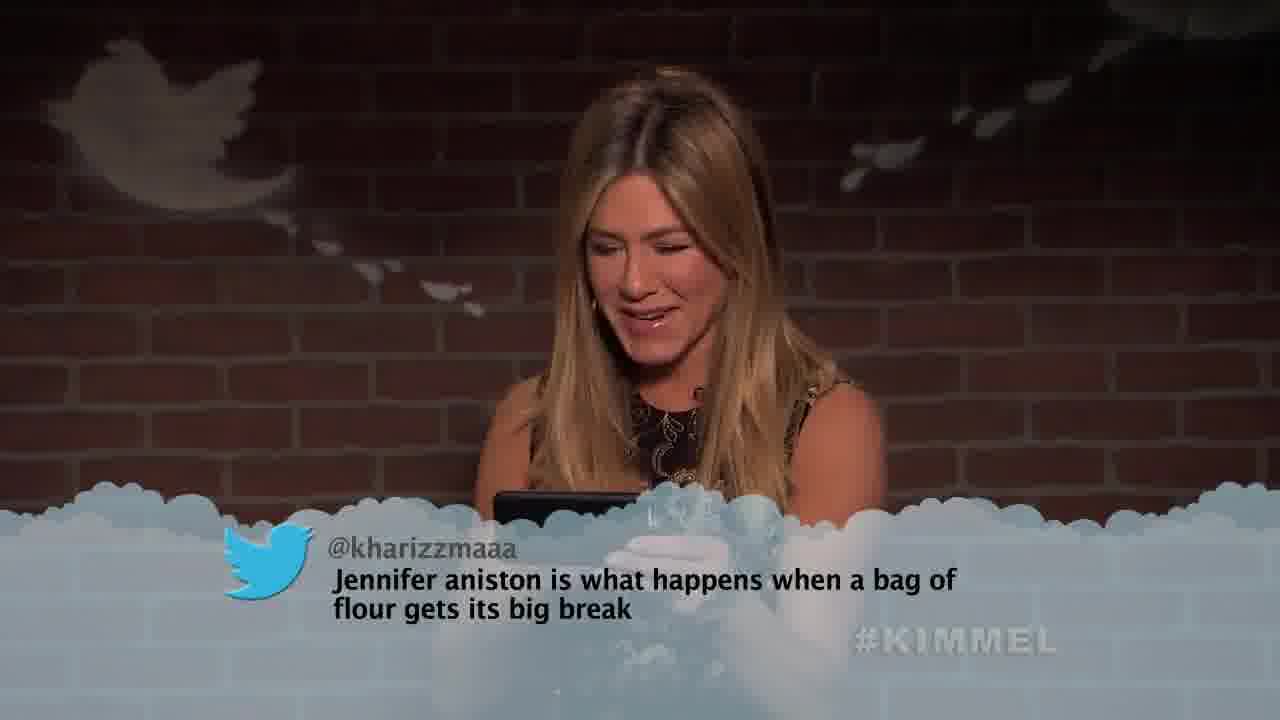 @kharizzmaaa
Jennifer aniston is what happens when a bag of
flour gets its big break
#KIMMEL